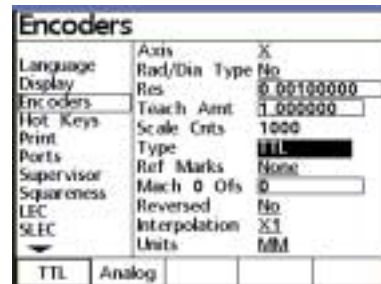 Encoders
Language
Display
Encoders
Hot Keys
Print
Ports
Supervisor
Squareness
LEC
SLEC
Axis X
Rad/Dia Type No
Res 0.00100000
Teach Amt 1.000000
Scale Cnts 1000
Type TTL
Ref Marks None
Mach 0 Ofs 0
Reversed No
Interpolation X1
Units MM
TTL Analog